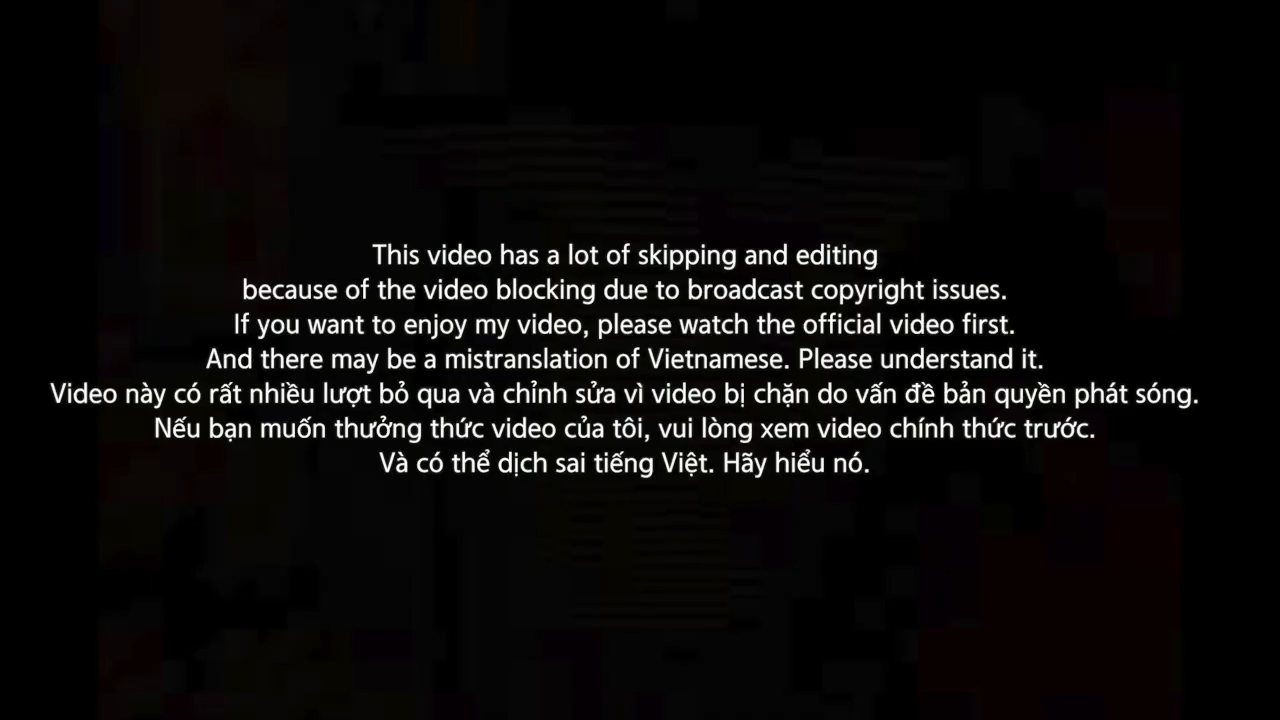 This video has a lot of skipping and editing
because of the video blocking due to broadcast copyright issues.
If you want to enjoy my video, please watch the official video first.
And there may be a mistranslation of Vietnamese. Please understand it.
Video này có rất nhiều lượt bỏ qua và chỉnh sửa vì video bị chặn do vấn đề bản quyền phát sóng.
Nếu bạn muốn thưởng thức video của tôi, vui lòng xem video chính thức trước.
Và có thể dịch sai tiếng Việt. Hãy hiểu nó.